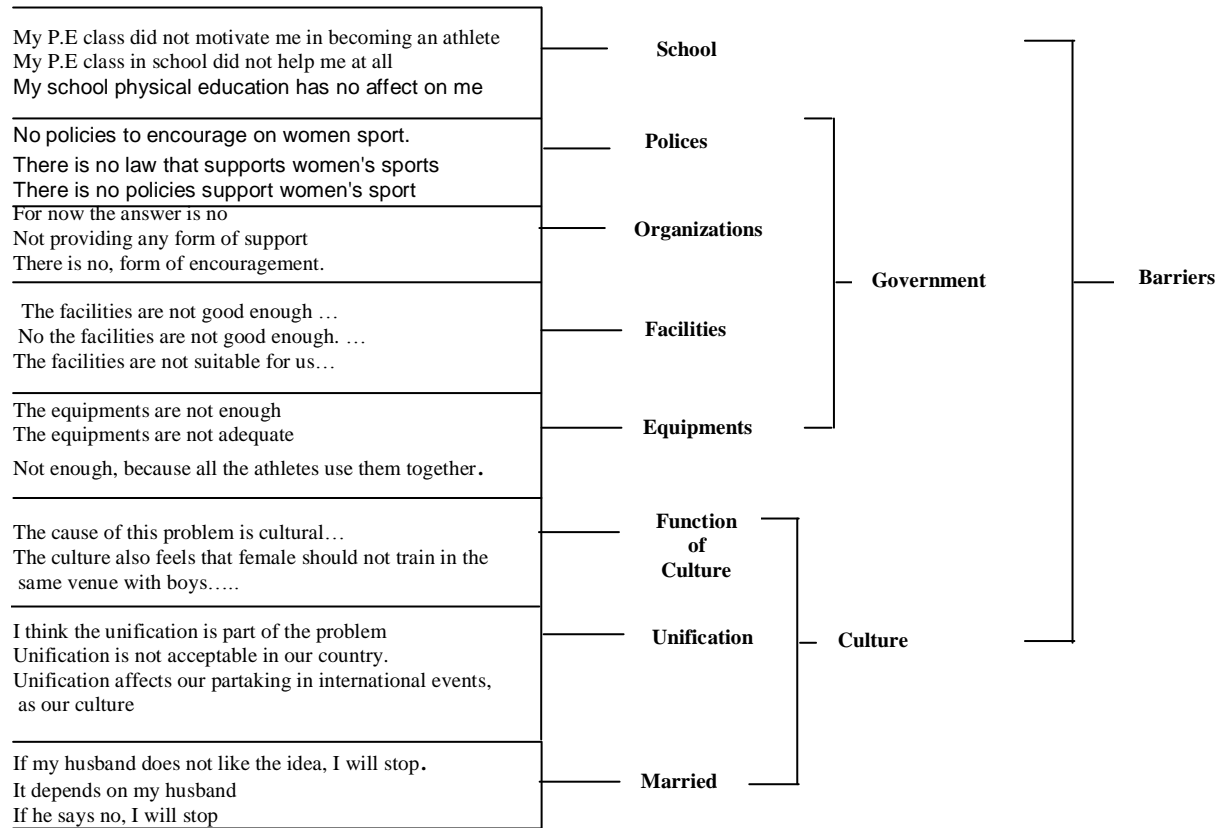 My P.E class did not motivate me in becoming an athlete
My P.E class in school did not help me at all
My school physical education has no affect on me
School
No policies to encourage on women sport.
There is no law that supports women's sports
There is no policies support women's sport
Polices
For now the answer is no
Not providing any form of support
There is no, form of encouragement.
Organizations
The facilities are not good enough …
No the facilities are not good enough. …
The facilities are not suitable for us…
Facilities
The equipments are not enough
The equipments are not adequate
Not enough, because all the athletes use them together.
Equipments
Government
The cause of this problem is cultural…
The culture also feels that female should not train in the
same venue with boys…..
Function
of
Culture
I think the unification is part of the problem
Unification is not acceptable in our country.
Unification affects our partaking in international events,
as our culture
Unification
If my husband does not like the idea, I will stop.
It depends on my husband
If he says no, I will stop
Married
Culture
Barriers